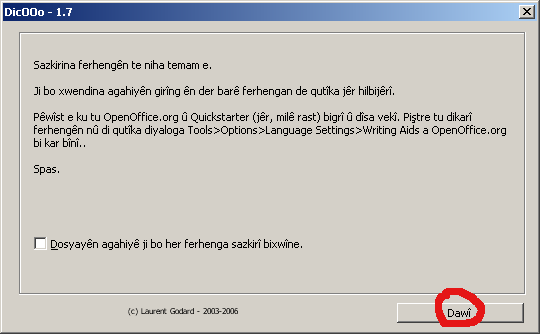 DicOOo - 1.7
Sazkirina ferhengên te niha temam e.
Ji bo xwendina agahiyên girîng ên der barê ferhengan de qutîka jêr hilbijêrî.
Pêwîst e ku tu OpenOffice.org û Quickstarter (jêr, milê rast) bigrî û dîsa vekî. Piştre tu dikarî
ferhengên nû di qutîka diyaloga Tools>Options>Language Settings>Writing Aids a OpenOffice.org
bi kar bînî..
Spas.
Dosyayên agahiyê ji bo her ferhenga sazkirî bixwîne.
(c) Laurent Godard - 2003-2006
Dawî